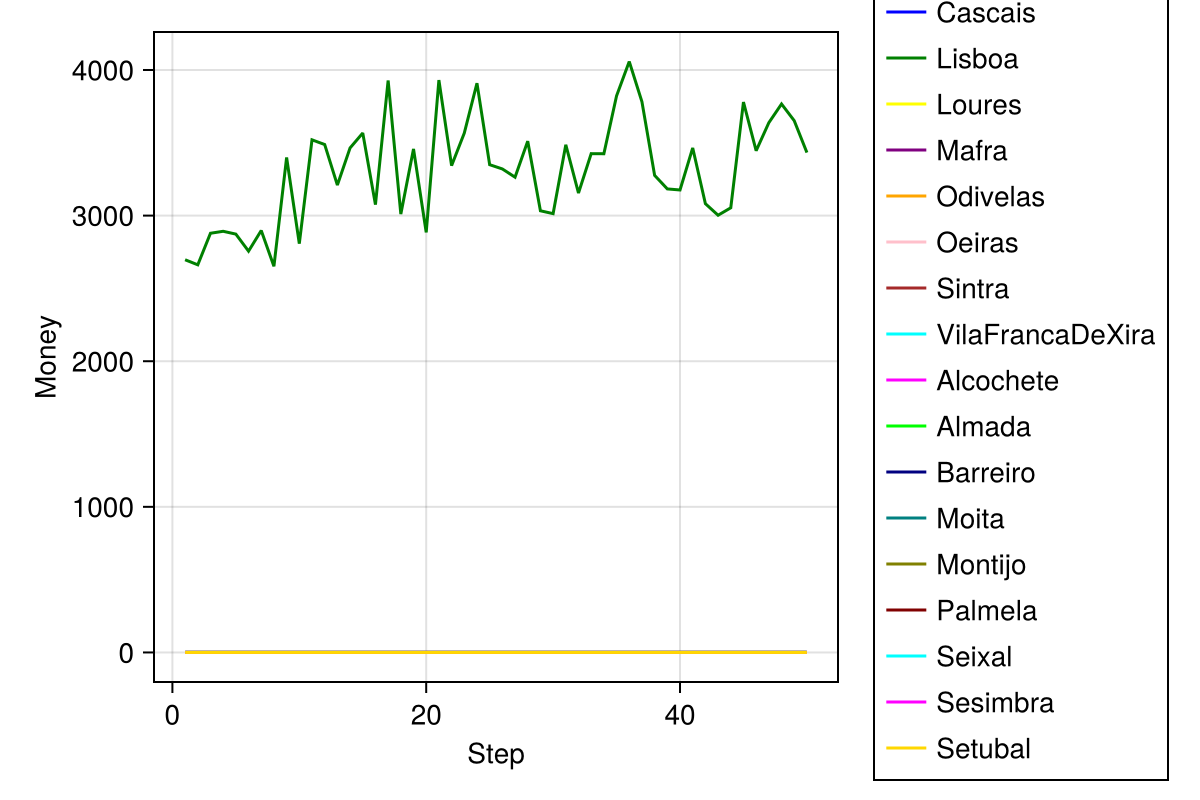 4000
3000
2000
1000
0
Money
0 20 40
Step
Cascais
Lisboa
Loures
Mafra
Odivelas
Oeiras
Sintra
VilaFrancaDeXira
Alcochete
Almada
Barreiro
Moita
Montijo
Palmela
Seixal
Sesimbra
Setubal